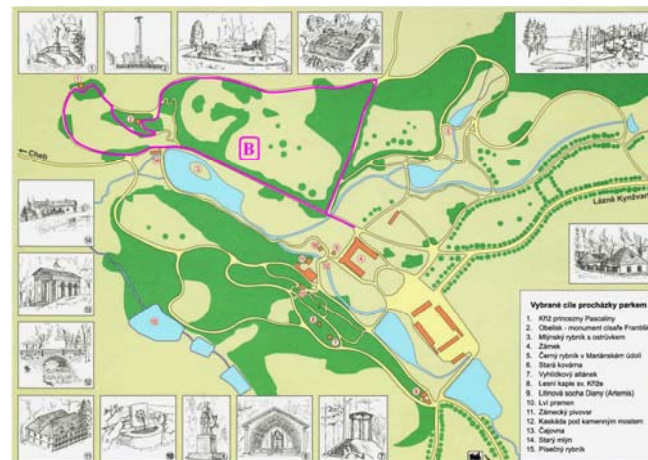 B
Cheb
Lázně Kynžvart
Vybrané cíle procházky parkem
1. Kříž princezny Pascaliny
2. Obelisk - monument císaře Františka
3. Mlýnský rybník s ostrůvkem
4. Zámek
5. Černý rybník v Mariánském údolí
6. Stará kovárna
7. Vyhlídkový altánek
8. Lesní kaple sv. Kříže
9. Litinová socha Diany (Artemis)
10. Lví pramen
11. Zámecký pivovar
12. Kaskáda pod kamenným mostem
13. Čajovna
14. Starý mlýn
15. Písečný rybník